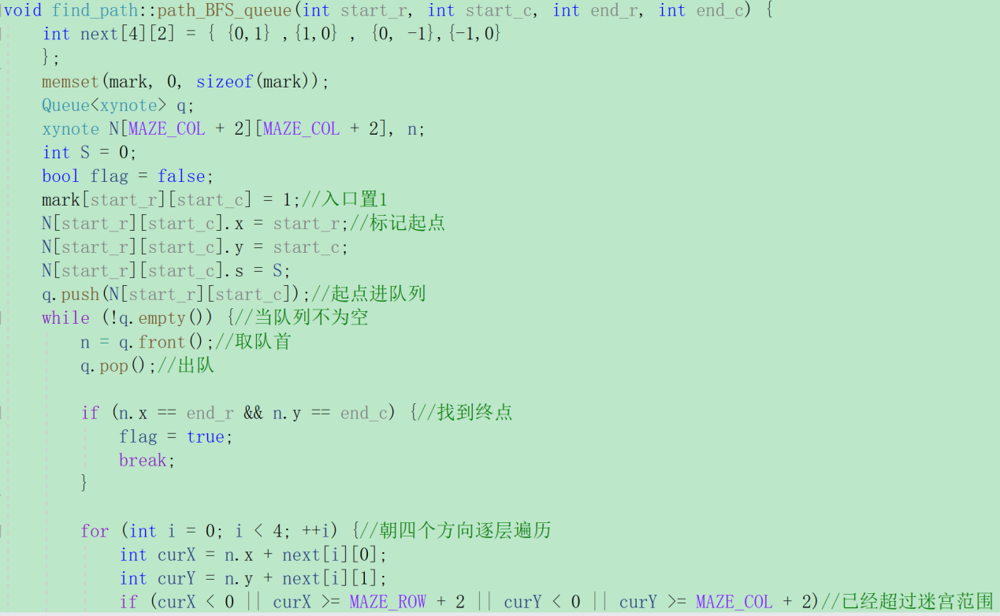 void find_path::path_BFS_queue(int start_r, int start_c, int end_r, int end_c) {
int next[4][2] = { {0,1} ,{1,0} , {0, -1},{-1,0}
};
memset(mark, 0, sizeof(mark));
Queue<xynote> q;
xynote N[MAZE_COL + 2][MAZE_COL + 2], n;
int S = 0;
bool flag = false;
mark[start_r][start_c] = 1;//入口置1
N[start_r][start_c].x = start_r;//标记起点
N[start_r][start_c].y = start_c;
N[start_r][start_c].s = S;
q.push(N[start_r][start_c]);//起点进队列
while (!q.empty()) {//当队列不为空
n = q.front();//取队首
q.pop();//出队
if (n.x == end_r && n.y == end_c) {//找到终点
flag = true;
break;
}
for (int i = 0; i < 4; ++i) {//朝四个方向逐层遍历
int curX = n.x + next[i][0];
int curY = n.y + next[i][1];
if (curX < 0 || curX >= MAZE_ROW + 2 || curY < 0 || curY >= MAZE_COL + 2)//已经超过迷宫范围